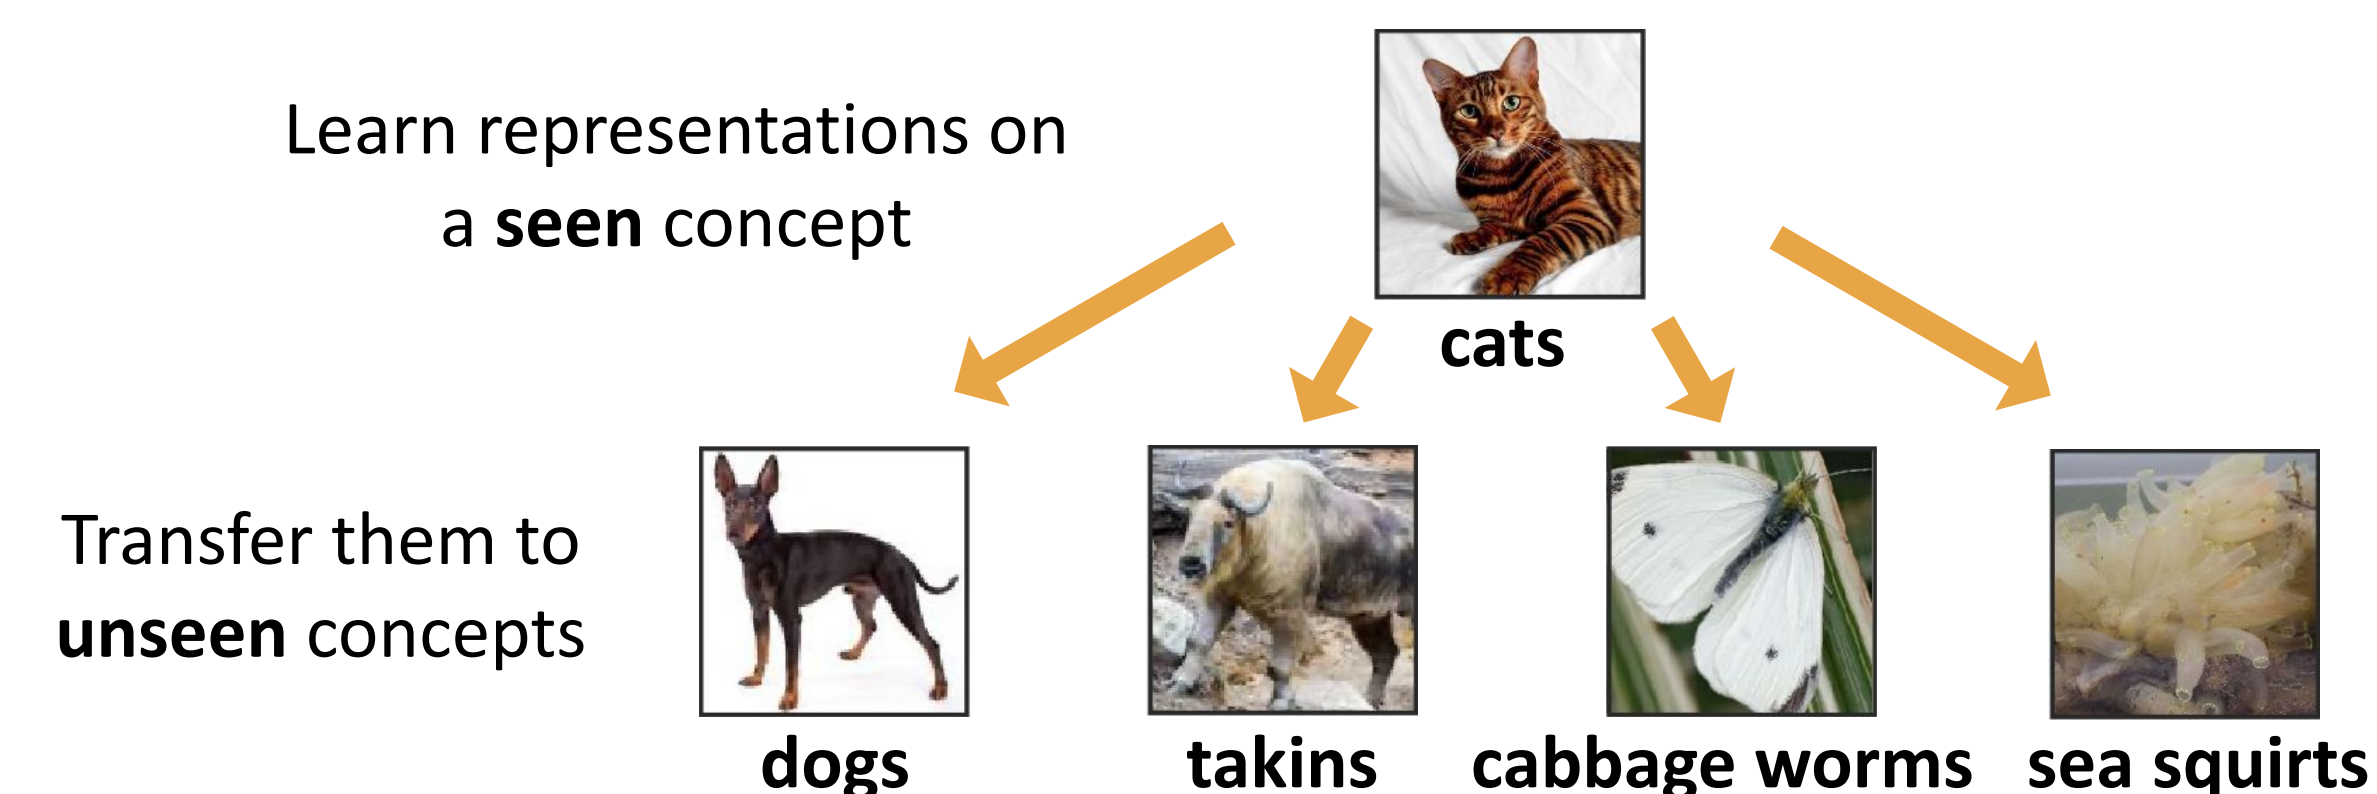 Learn representations on
a seen concept
cats
Transfer them to
unseen concepts
dogs
takins
cabbage worms
sea squirts